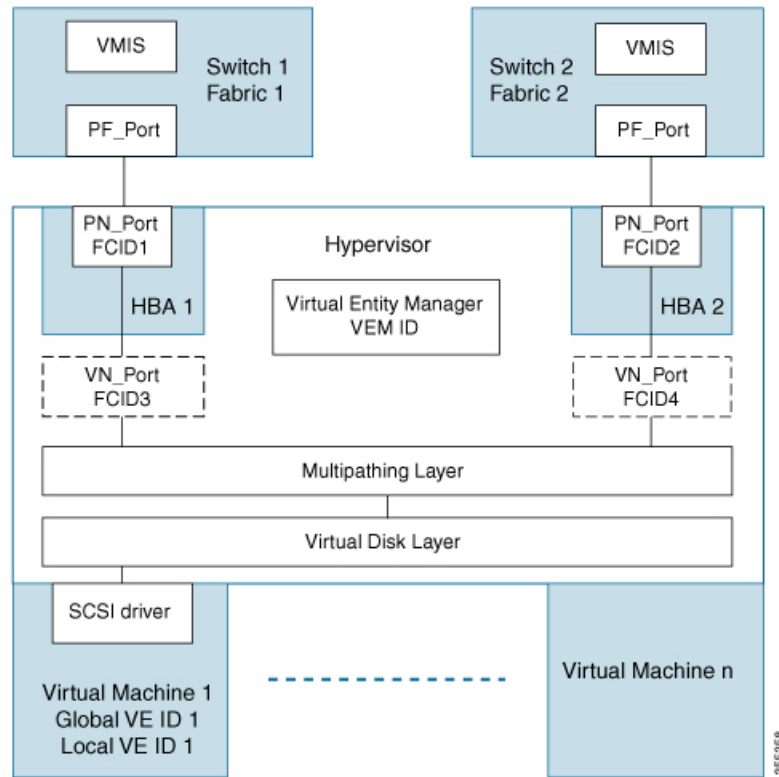 VMIS
Switch 1
Fabric 1
PF_Port
VMIS
Switch 2
Fabric 2
PF_Port
PN_Port
FCID1
HBA 1
Hypervisor
Virtual Entity Manager
VEM ID
PN_Port
FCID2
HBA 2
VN_Port
FCID3
VN_Port
FCID4
Multipathing Layer
Virtual Disk Layer
SCSI driver
Virtual Machine 1
Global VE ID 1
Local VE ID 1
Virtual Machine n